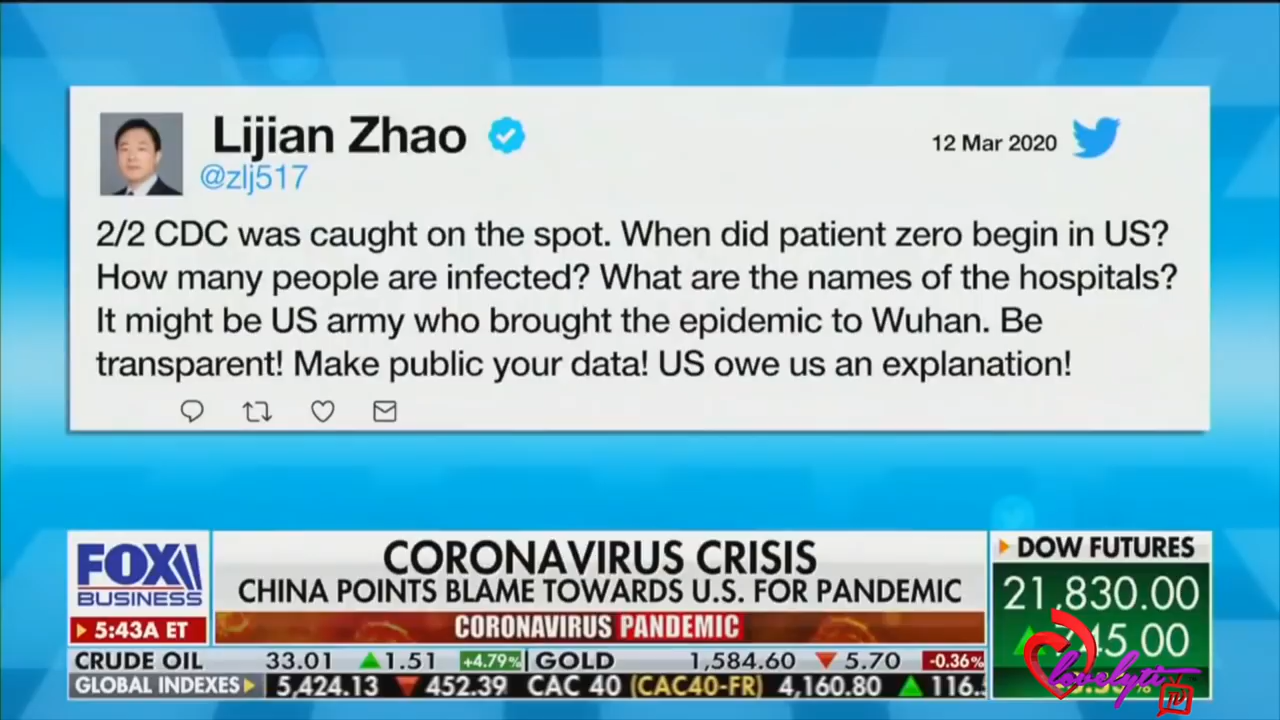 Lijian Zhao
@zlj517
12 Mar 2020
2/2 CDC was caught on the spot. When did patient zero begin in US?
How many people are infected? What are the names of the hospitals?
It might be US army who brought the epidemic to Wuhan. Be
transparent! Make public your data! US owe us an explanation!
FOX
BUSINESS
5:43A ET
CORONAVIRUS CRISIS
CHINA POINTS BLAME TOWARDS U.S. FOR PANDEMIC
CORONAVIRUS PANDEMIC
DOW FUTURES
21,830.00
45.00
CRUDE OIL 33.01 1.51 +4.79% GOLD 1,584.60 5.70 -0.36%
GLOBAL INDEXES 5,424.13 452.39 CAC 40 (CAC40-FR) 4,160.80 116.
lovelyti
TV